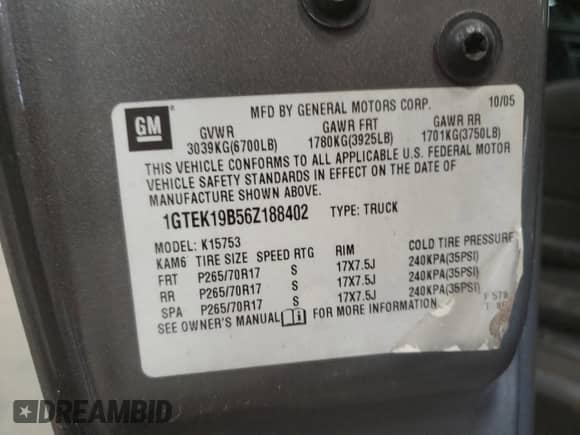 MFD BY GENERAL MOTORS CORP. 10/05
GM
GVWR GAWR FRT GAWR RR
3039KG(6700LB) 1780KG(3925LB) 1701KG(3750LB)
THIS VEHICLE CONFORMS TO ALL APPLICABLE U.S. FEDERAL MOTOR
VEHICLE SAFETY STANDARDS IN EFFECT ON THE DATE OF
MANUFACTURE SHOWN ABOVE.
1GTEK19B56Z188402 TYPE: TRUCK
MODEL: K15753
KAM6 TIRE SIZE SPEED RTG RIM COLD TIRE PRESSURE
FRT P265/70R17 S 17X7.5J 240KPA(35PSI)
RR P265/70R17 S 17X7.5J 240KPA(35PSI)
SPA P265/70R17 S 17X7.5J 240KPA(35PSI)
SEE OWNER'S MANUAL FOR MORE INFORMATION.
DREAMBID